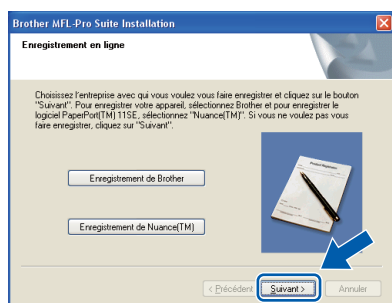 Brother MFL-Pro Suite Installation
Enregistrement en ligne
Choisissez l'entreprise avec qui vous voulez vous faire enregistrer et cliquez sur le bouton
"Suivant". Pour enregistrer votre appareil, sélectionnez Brother et pour enregistrer le
logiciel PaperPort(TM) 11SE, sélectionnez "Nuance(TM)". Si vous ne voulez pas vous
faire enregistrer, cliquez sur "Suivant".
Enregistrement de Brother
Enregistrement de Nuance(TM)
Product Registration
< Précédent
Suivant >
Annuler